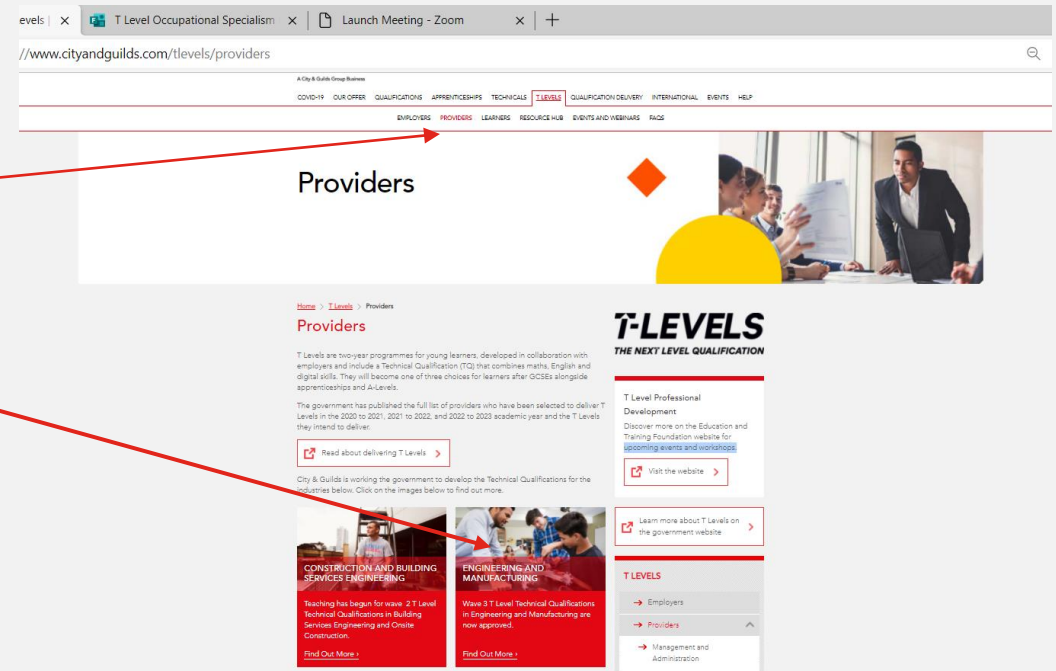 evels |
T Level Occupational Specialism
Launch Meeting - Zoom
//www.cityandguilds.com/tlevels/providers
A City & Guilds Group Business
COVID-19 OUR OFFER QUALIFICATIONS APPRENTICESHIPS TECHNICALS T LEVELS QUALIFICATION DELIVERY INTERNATIONAL EVENTS HELP
EMPLOYERS PROVIDERS LEARNERS RESOURCE HUB EVENTS AND WEBINARS FAQS
Providers
Home > T Levels > Providers
Providers
T Levels are two-year programmes for young learners, developed in collaboration with
employers and include a Technical Qualification (TQ) that combines maths, English and
digital skills. They will become one of three choices for learners after GCSEs alongside
apprenticeships and A-Levels.
The government has published the full list of providers who have been selected to deliver T
Levels in the 2020 to 2021, 2021 to 2022, and 2022 to 2023 academic year and the T Levels
they intend to deliver.
Read about delivering T Levels
City & Guilds is working the government to develop the Technical Qualifications for the
industries below. Click on the images below to find out more.
CONSTRUCTION AND BUILDING
SERVICES ENGINEERING
Teaching has begun for wave 2 T Level
Technical Qualifications in Building
Services Engineering and Onsite
Construction.
Find Out More ›
ENGINEERING AND
MANUFACTURING
Wave 3 T Level Technical Qualifications
in Engineering and Manufacturing are
now approved.
Find Out More ›
T-LEVELS
THE NEXT LEVEL QUALIFICATION
T Level Professional
Development
Discover more on the Education and
Training Foundation website for
upcoming events and workshops.
Visit the website
Learn more about T Levels on
the government website
T LEVELS
Employers
Providers
Management and
Administration